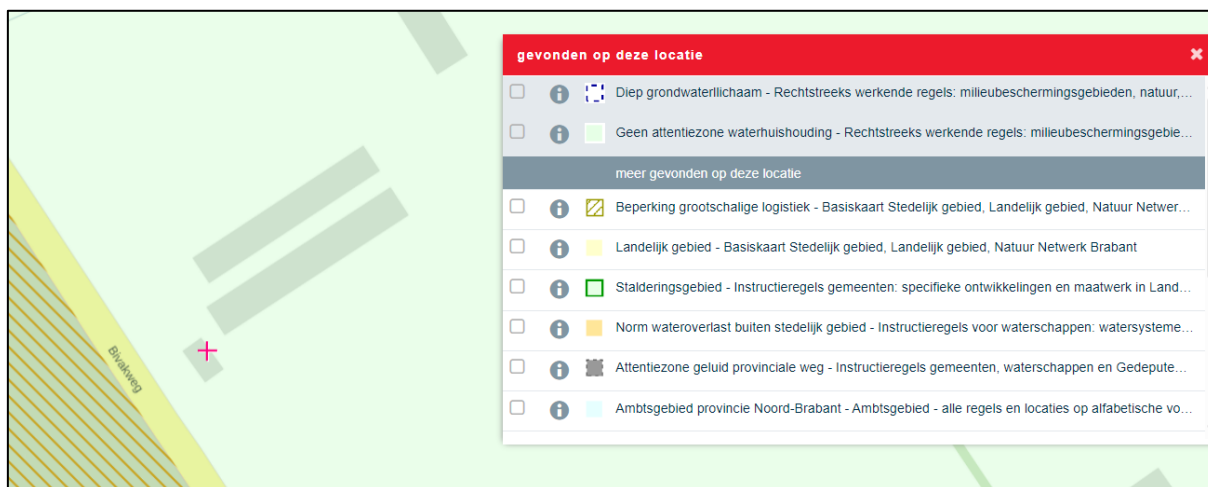 gevonden op deze locatie
Diep grondwaterllichaam - Rechtstreeks werkende regels: milieubeschermingsgebieden, natuur,...
Geen attentiezone waterhuishouding - Rechtstreeks werkende regels: milieubeschermingsgebie...
meer gevonden op deze locatie
Beperking grootschalige logistiek - Basiskaart Stedelijk gebied, Landelijk gebied, Natuur Netwer...
Landelijk gebied - Basiskaart Stedelijk gebied, Landelijk gebied, Natuur Netwerk Brabant
Stalderingsgebied - Instructieregels gemeenten: specifieke ontwikkelingen en maatwerk in Land...
Norm wateroverlast buiten stedelijk gebied - Instructieregels voor waterschappen: watersysteme...
Attentiezone geluid provinciale weg - Instructieregels gemeenten, waterschappen en Gedepute...
Ambtsgebied provincie Noord-Brabant - Ambtsgebied - alle regels en locaties op alfabetische vo...
Bivakweg